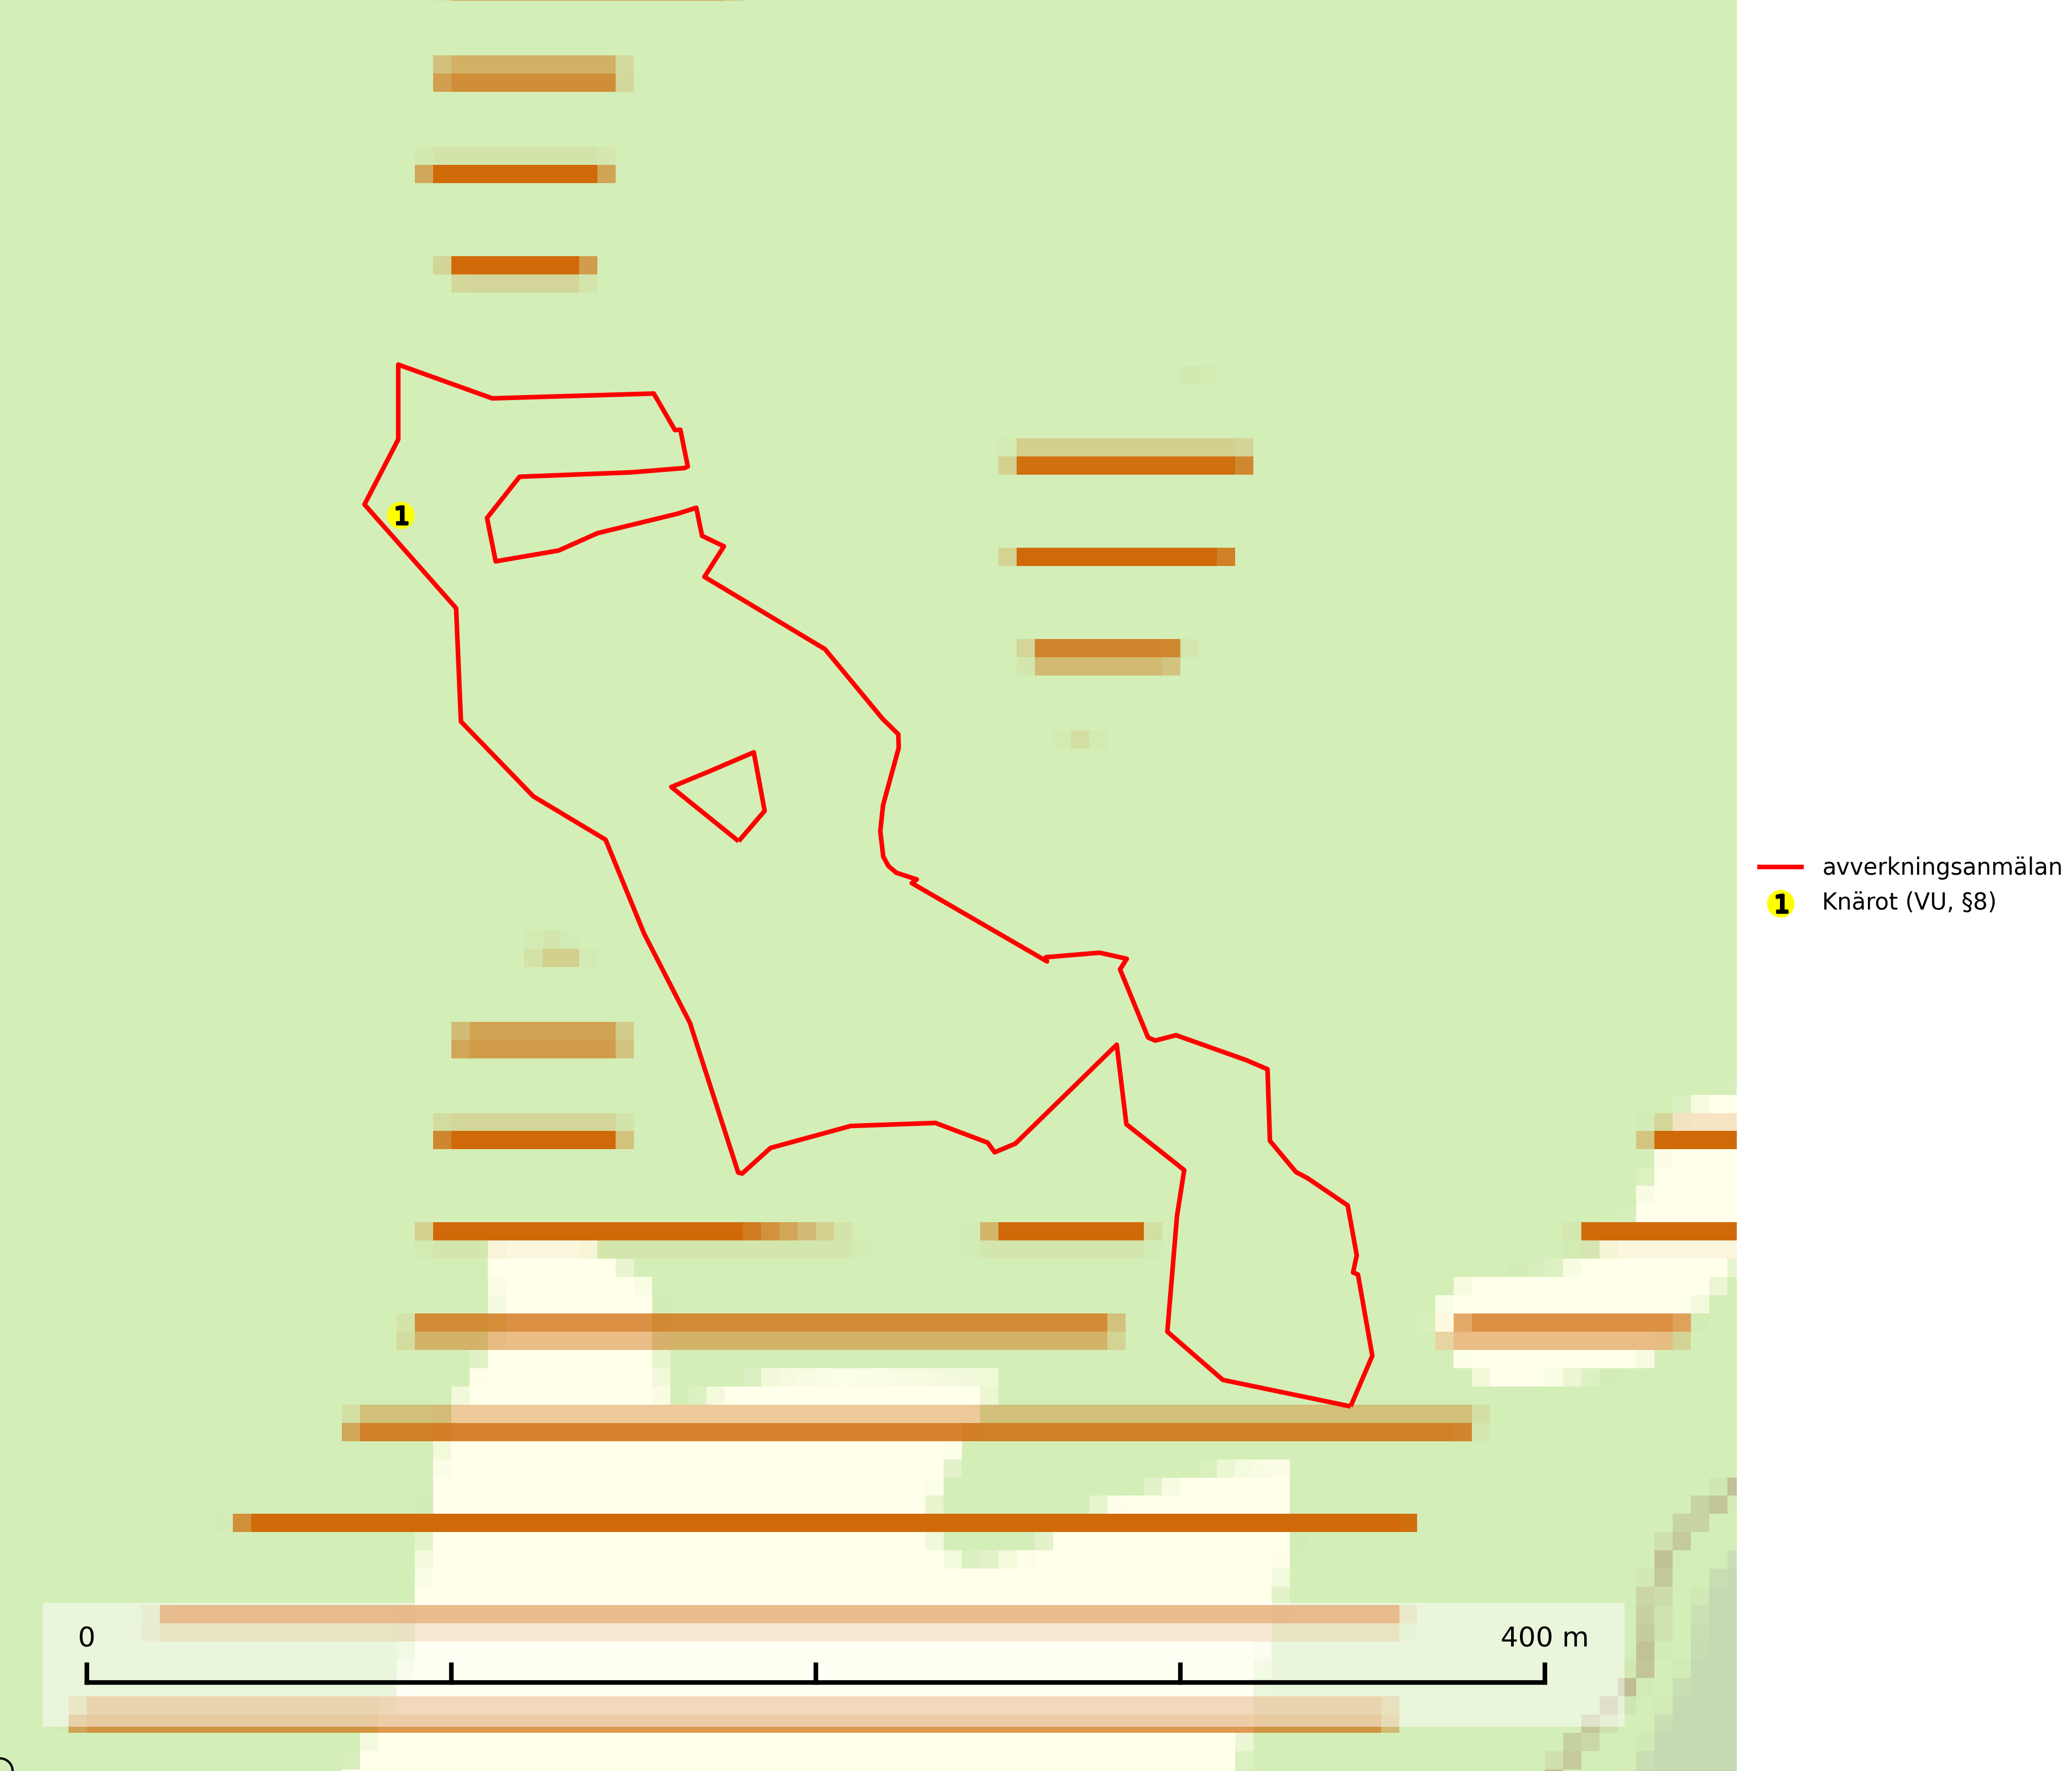 1
avverkningsanmälan
1 Knärot (VU, §8)
0 400 m